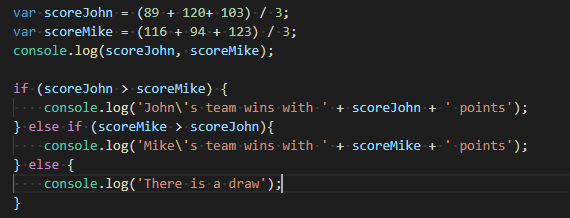 var scoreJohn = (89 + 120+ 103) / 3;
var scoreMike = (116 + 94 + 123) / 3;
console.log(scoreJohn, scoreMike);
if (scoreJohn > scoreMike) {
    console.log('John\'s team wins with ' + scoreJohn + ' points');
} else if (scoreMike > scoreJohn){
    console.log('Mike\'s team wins with ' + scoreMike + ' points');
} else {
    console.log('There is a draw');
}